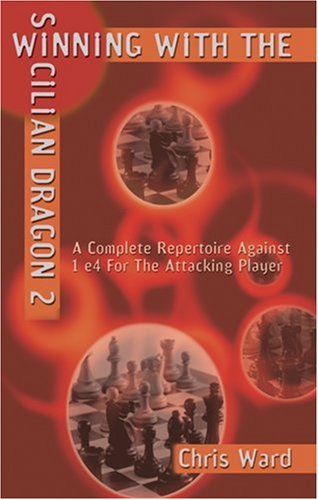 WINNING WITH THE
SICILIAN DRAGON 2
A Complete Repertoire Against
1 e4 For The Attacking Player
Chris Ward